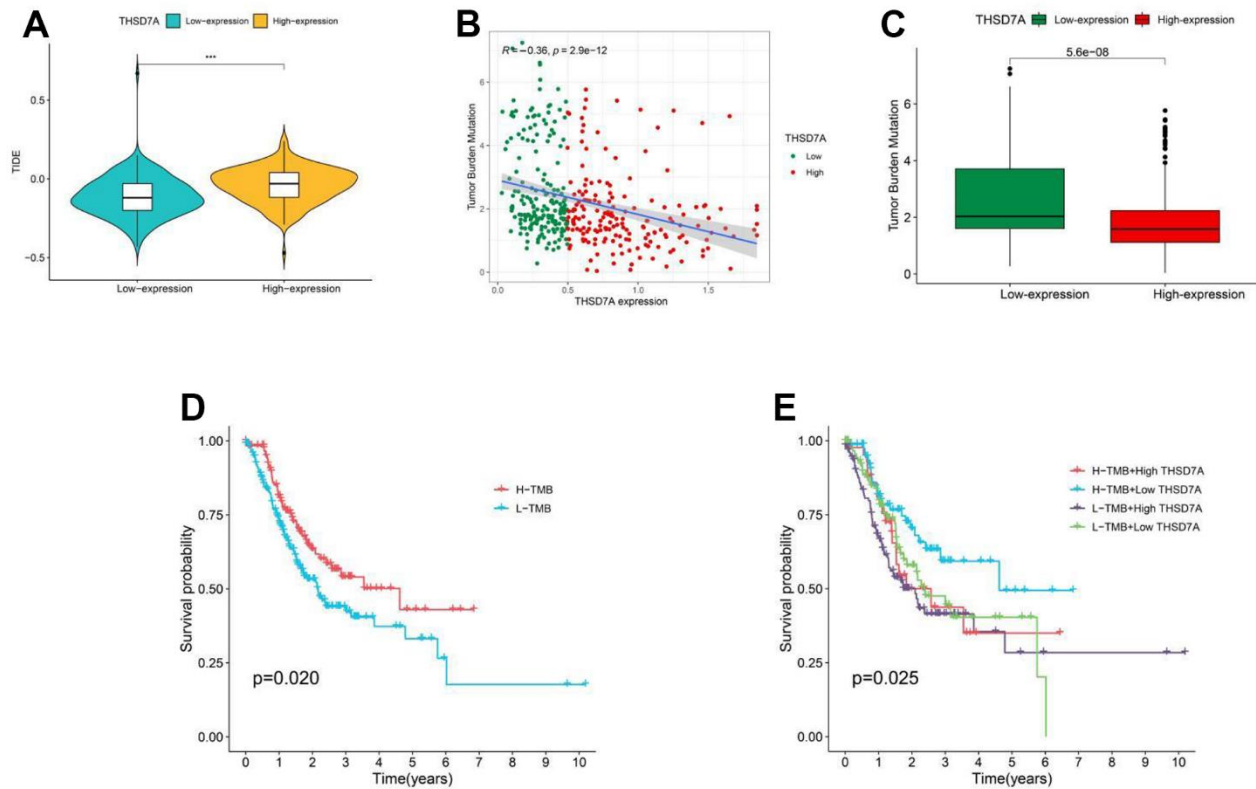 A
THSD7A Low-expression High-expression
***
0.5
0.0
-0.5
TIDE
Low-expression High-expression
B
R = -0.36, p = 2.9e-12
6
4
2
0
Tumor Burden Mutation
0.0 0.5 1.0 1.5
THSD7A expression
THSD7A
Low
High
C
THSD7A Low-expression High-expression
5.6e-08
6
4
2
0
Tumor Burden Mutation
Low-expression High-expression
D
1.00
0.75
0.50
0.25
0.00
Survival probability
H-TMB
L-TMB
p=0.020
0 1 2 3 4 5 6 7 8 9 10
Time(years)
E
1.00
0.75
0.50
0.25
0.00
Survival probability
H-TMB+High THSD7A
H-TMB+Low THSD7A
L-TMB+High THSD7A
L-TMB+Low THSD7A
p=0.025
0 1 2 3 4 5 6 7 8 9 10
Time(years)